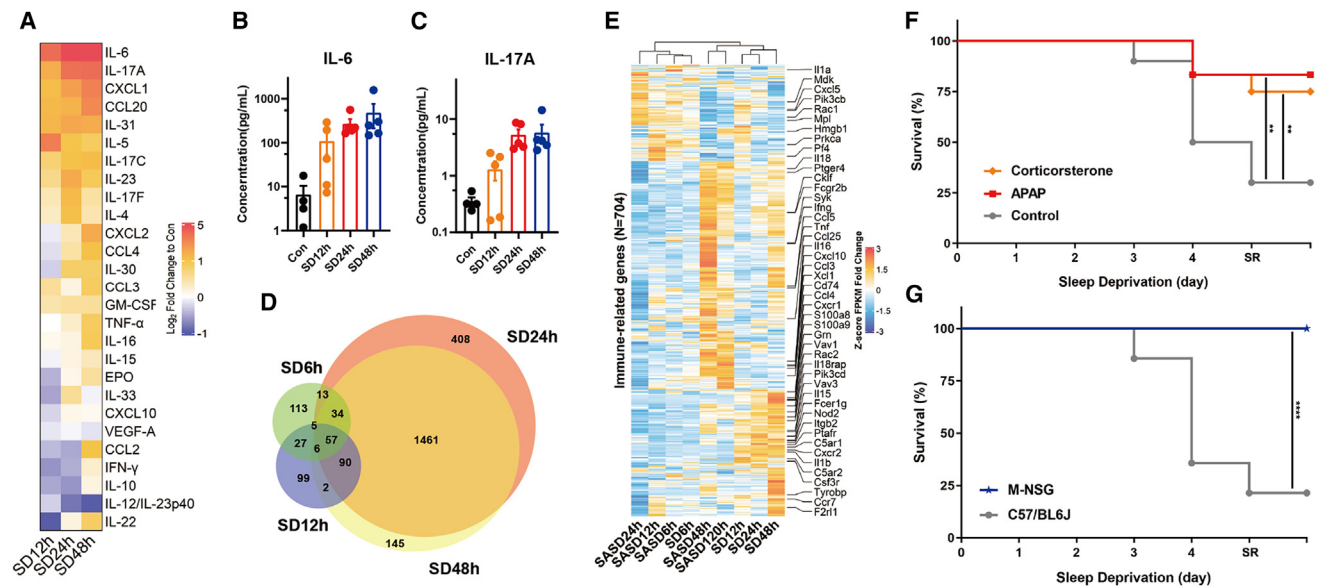 A
IL-6
IL-17A
CXCL1
CCL20
IL-31
IL-5
IL-17C
IL-23
IL-17F
IL-4
CXCL2
CCL4
IL-30
CCL3
GM-CSF
TNF-α
IL-16
IL-15
EPO
IL-33
CXCL10
VEGF-A
CCL2
IFN-γ
IL-10
IL-12/IL-23p40
IL-22
SD12h
SD24h
SD48h
5
1
0
-1
Log₂ Fold Change to Con
B
IL-6
Concerntration(pg/mL)
1000
100
10
1
Con
SD12h
SD24h
SD48h
C
IL-17A
Concerntration(pg/mL)
10
1
0.1
Con
SD12h
SD24h
SD48h
D
SD6h
SD24h
SD12h
SD48h
408
13
113
34
5
27
57
6
1461
90
99
2
145
E
Immune-related genes (N=704)
Il1a
Mdk
Cxcl5
Pik3cb
Rac1
Mpl
Hmgb1
Prkca
Pf4
Il18
Ptger4
Cklf
Fcgr2b
Syk
Ifng
Ccl5
Tnf
Ccl25
Il16
Cxcl10
Ccl3
Xcl1
Cd74
Ccl4
Cxcr1
S100a8
S100a9
Grn
Vav1
Rac2
Il18rap
Pik3cd
Vav3
Il15
Fcer1g
Nod2
Itgb2
Ptafr
C5ar1
Cxcr2
Il1b
C5ar2
Csf3r
Tyrobp
Ccr7
F2rl1
SASD24h
SASD12h
SASD6h
SD6h
SASD48h
SASD120h
SD12h
SD24h
SD48h
3
1.5
0
-1.5
-3
Z-score FPKM Fold Change
F
Survival (%)
100
75
50
25
0
Corticorsterone
APAP
Control
**
**
0
1
2
3
4
SR
Sleep Deprivation (day)
G
Survival (%)
100
75
50
25
0
M-NSG
C57/BL6J
****
0
1
2
3
4
SR
Sleep Deprivation (day)